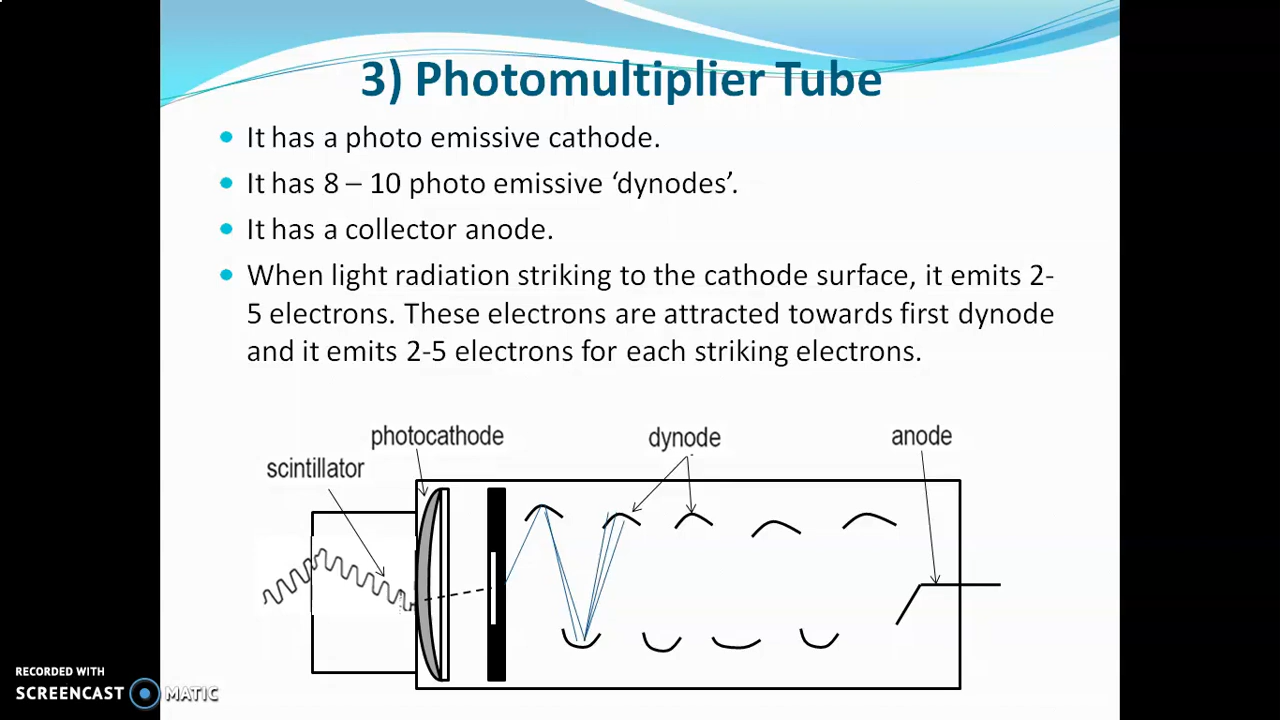 3) Photomultiplier Tube
It has a photo emissive cathode.
It has 8 – 10 photo emissive ‘dynodes’.
It has a collector anode.
When light radiation striking to the cathode surface, it emits 2-
5 electrons. These electrons are attracted towards first dynode
and it emits 2-5 electrons for each striking electrons.
photocathode
dynode
anode
scintillator
RECORDED WITH
SCREENCAST MATIC